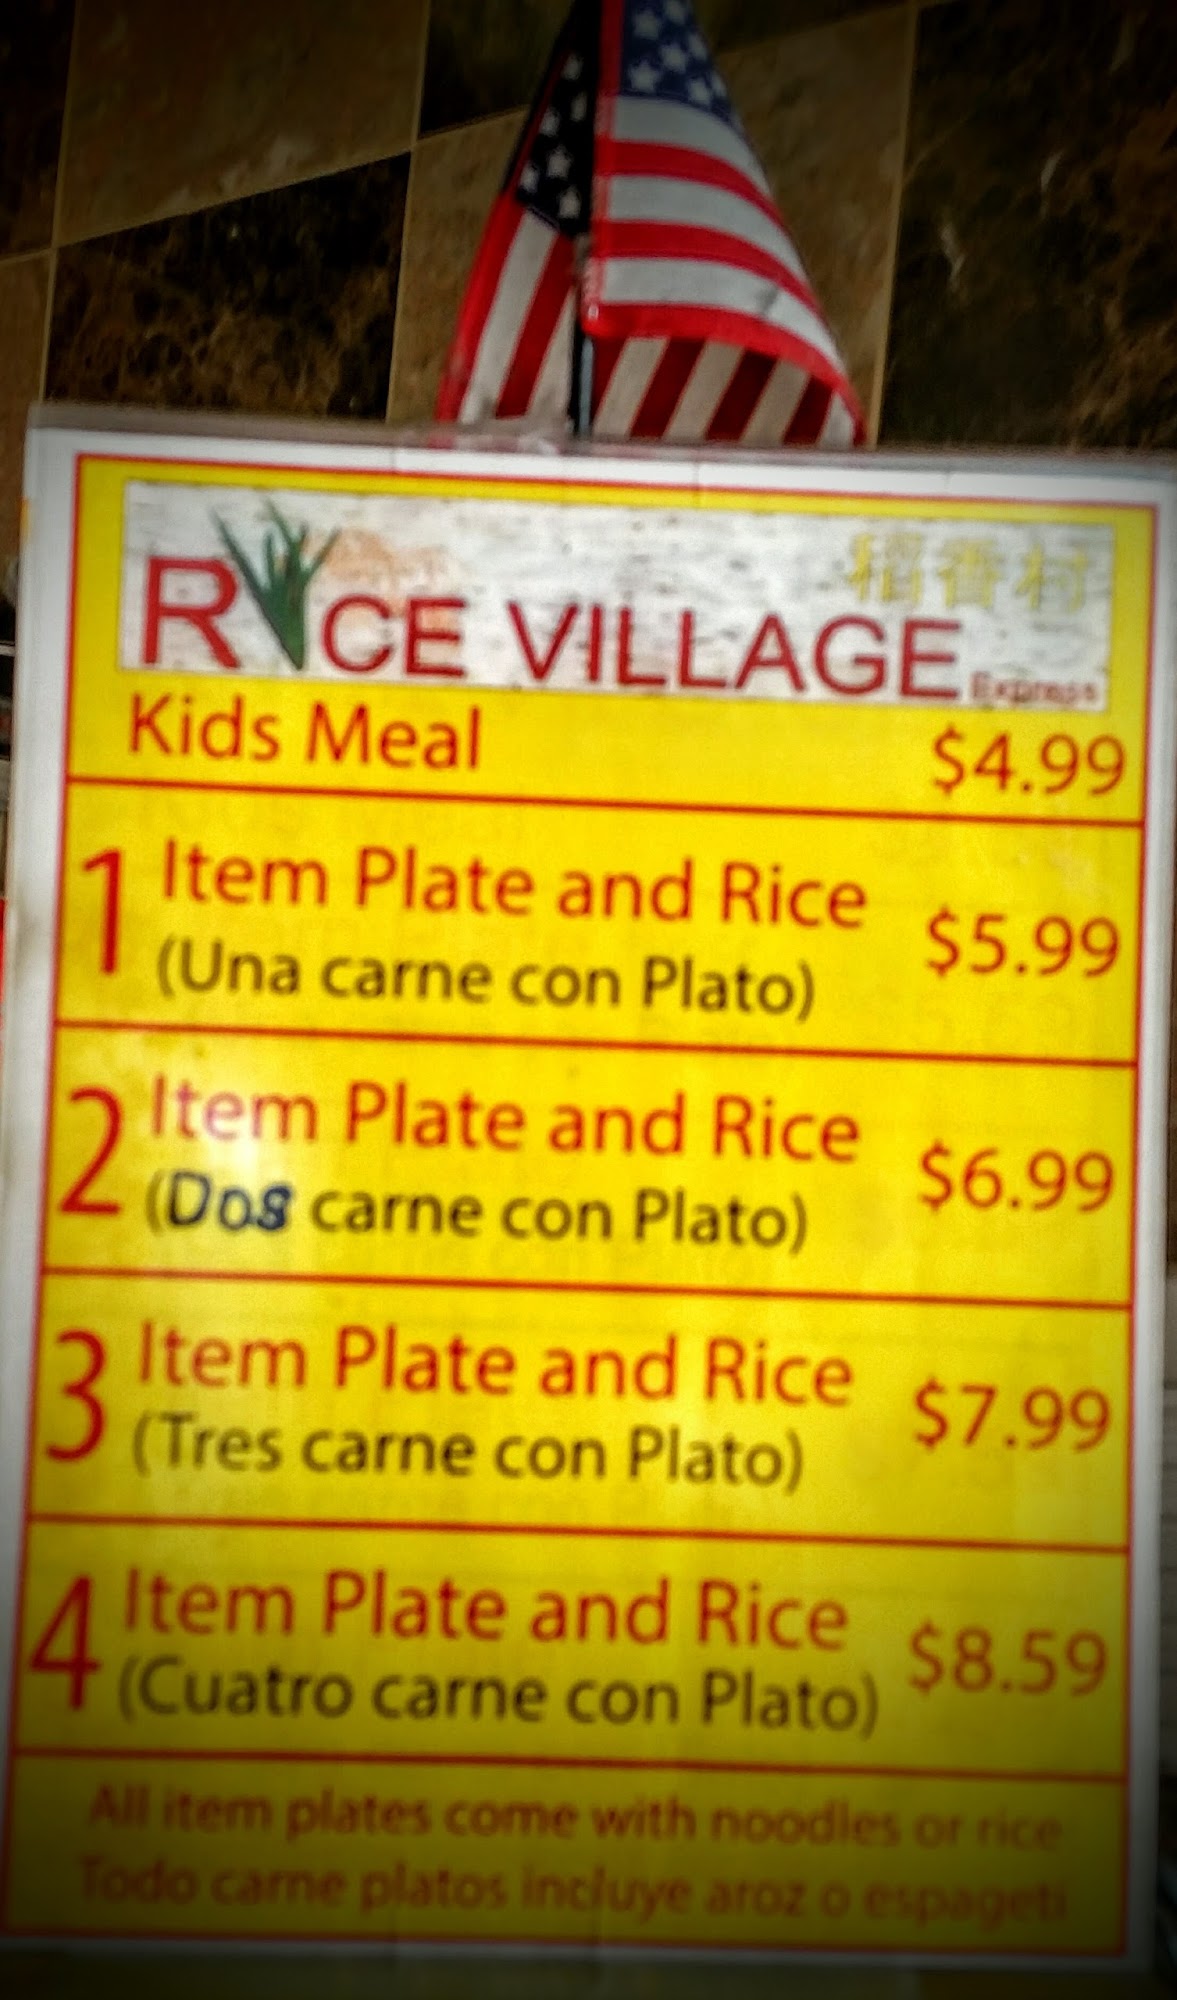 稻香村
RICE VILLAGE Express
Kids Meal $4.99
1 Item Plate and Rice $5.99
(Una carne con Plato)
2 Item Plate and Rice $6.99
(Dos carne con Plato)
3 Item Plate and Rice $7.99
(Tres carne con Plato)
4 Item Plate and Rice $8.59
(Cuatro carne con Plato)
All item plates come with noodles or rice
Todo carne platos incluye aroz o espageti